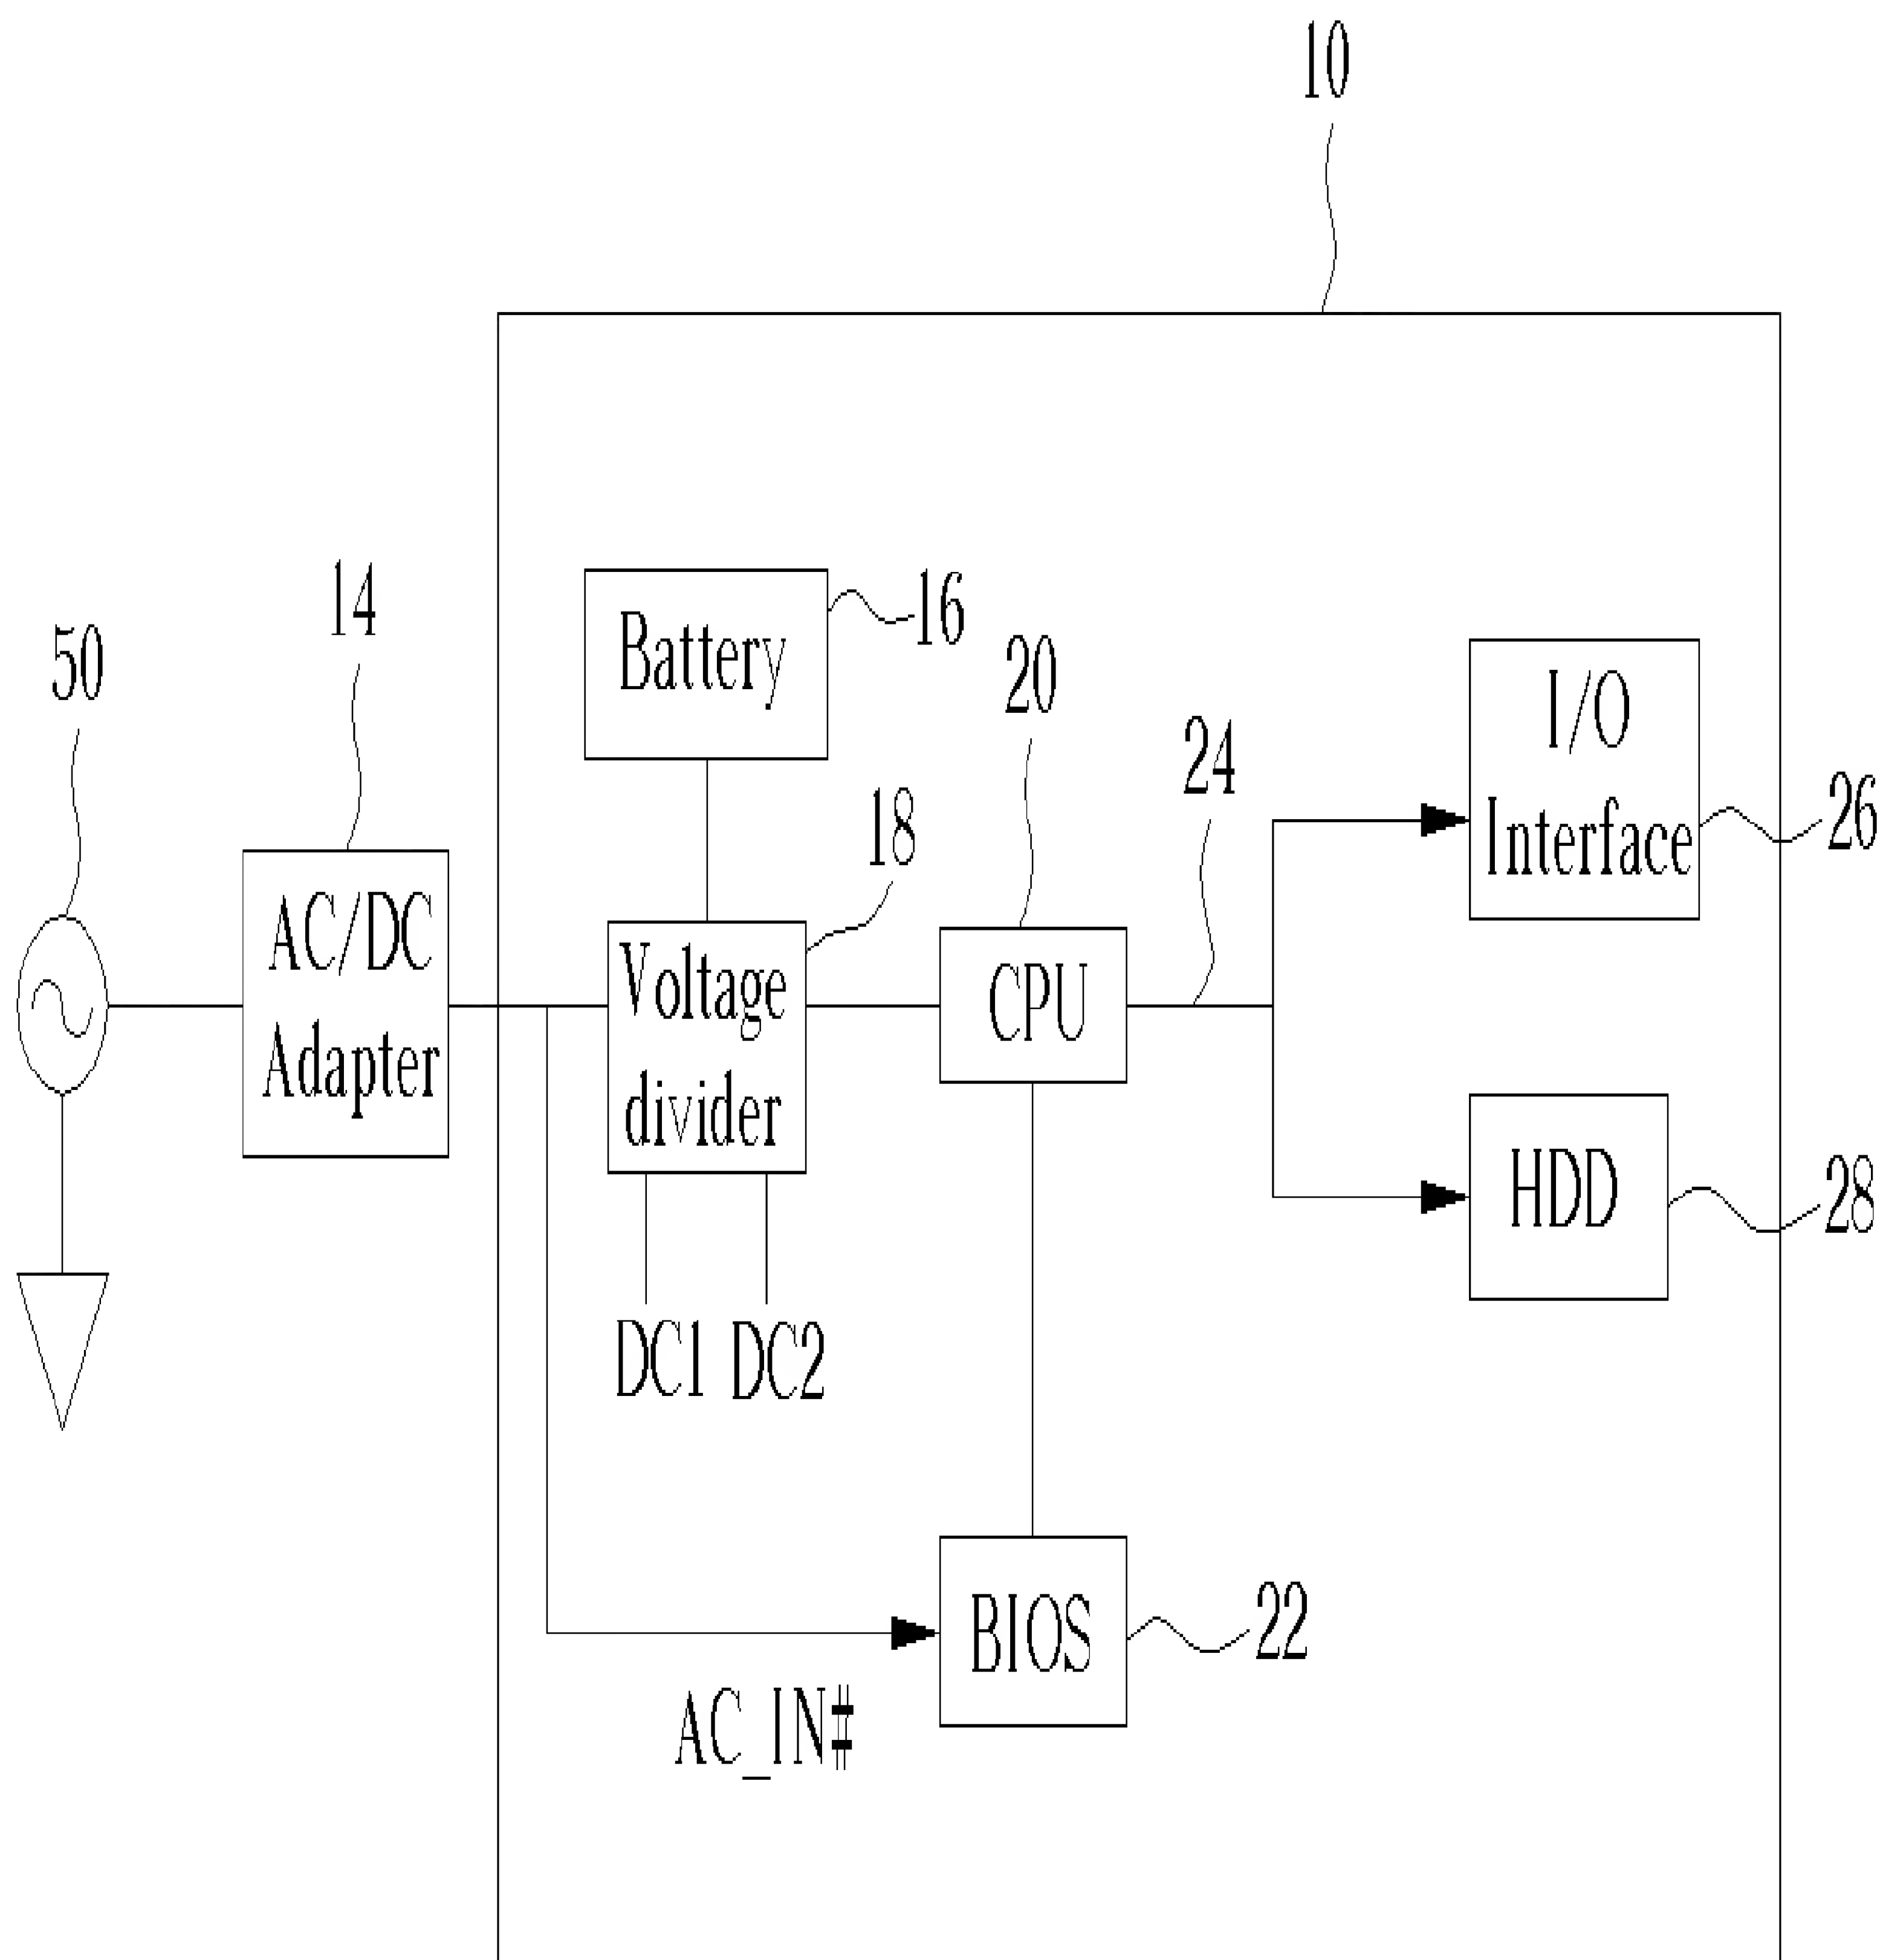 10
14
50
16
Battery
20
24
I/O
Interface
26
18
AC/DC
Adapter
Voltage
divider
CPU
HDD
28
DC1 DC2
BIOS
22
AC_IN#